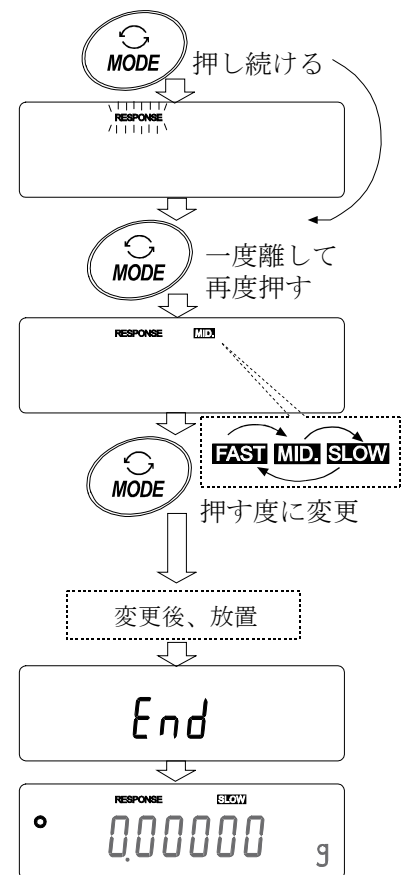 MODE
押し続ける
RESPONSE
MODE
一度離して
再度押す
RESPONSE MID.
FAST MID. SLOW
MODE
押す度に変更
変更後、放置
End
RESPONSE SLOW
0.00000 g